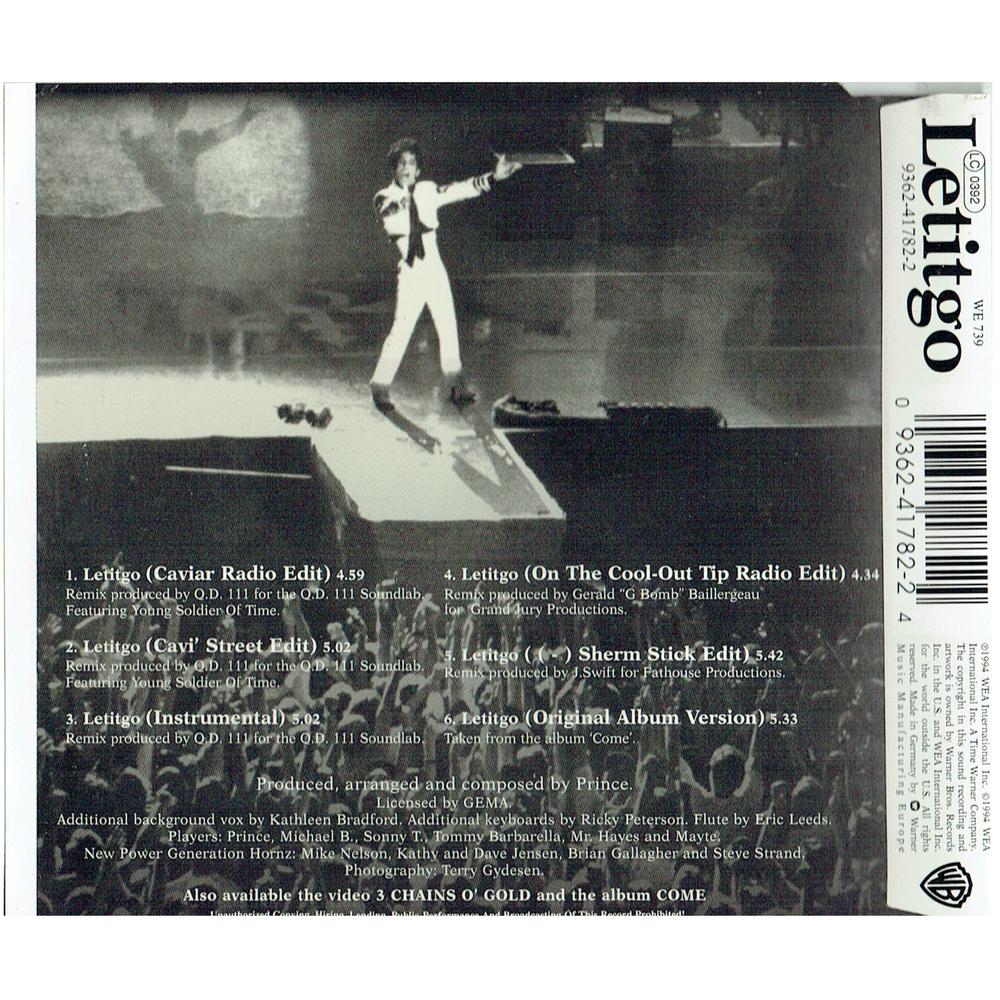 1. Letitgo (Caviar Radio Edit) 4.59
Remix produced by Q.D. 111 for the Q.D. 111 Soundlab.
Featuring Young Soldier Of Time.
2. Letitgo (Cavi' Street Edit) 5.02
Remix produced by Q.D. 111 for the Q.D. 111 Soundlab.
Featuring Young Soldier Of Time.
3. Letitgo (Instrumental) 5.02
Remix produced by Q.D. 111 for the Q.D. 111 Soundlab.
4. Letitgo (On The Cool-Out Tip Radio Edit) 4.34
Remix produced by Gerald "G Bomb" Baillergeau
for Grand Jury Productions.
5. Letitgo ( ( - ) Sherm Stick Edit) 5.42
Remix produced by J.Swift for Fathouse Productions.
6. Letitgo (Original Album Version) 5.33
Taken from the album 'Come'.
Produced, arranged and composed by Prince.
Licensed by GEMA.
Additional background vox by Kathleen Bradford. Additional keyboards by Ricky Peterson. Flute by Eric Leeds.
Players: Prince, Michael B., Sonny T., Tommy Barbarella, Mr. Hayes and Mayte.
New Power Generation Hornz: Mike Nelson, Kathy and Dave Jensen, Brian Gallagher and Steve Strand.
Photography: Terry Gydesen.
Also available the video 3 CHAINS O' GOLD and the album COME
Unauthorized Copying, Hiring, Lending, Public Performance And Broadcasting Of This Record Prohibited!
Letitgo
LC 0392
9362-41782-2
WE 739
0 9362-41782-2 4
℗1994 WEA International Inc. ©1994 WEA
International Inc. A Time Warner Company.
The copyright in this sound recording and
artwork is owned by Warner Bros. Records
Inc. in the U.S. and WEA International Inc.
for the world outside the U.S. All rights
reserved. Made in Germany by Warner
Music Manufacturing Europe
WB